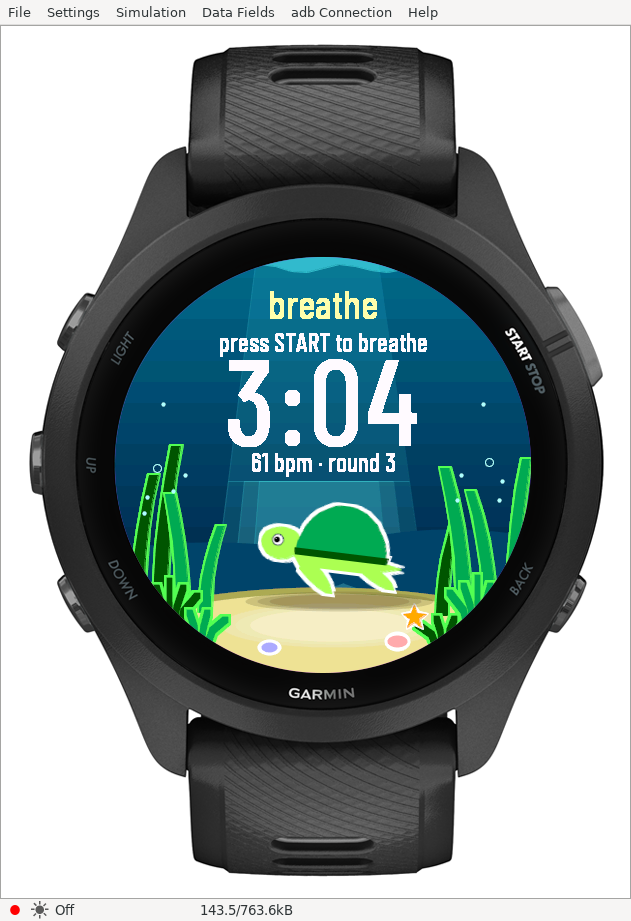 File Settings Simulation Data Fields adb Connection Help
LIGHT
START STOP
UP
DOWN
BACK
breathe
press START to breathe
3:04
61 bpm · round 3
GARMIN
Off 143.5/763.6kB